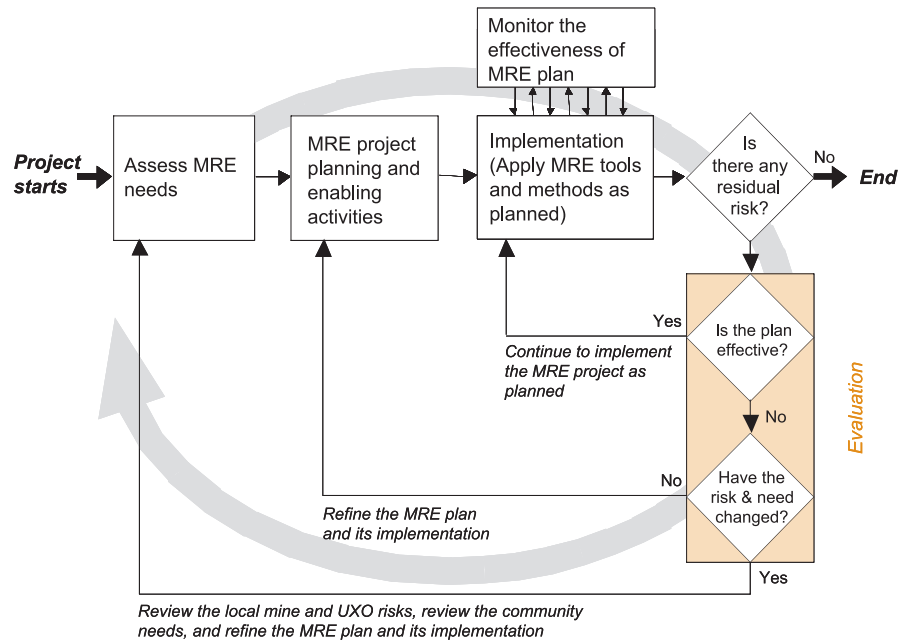 Monitor the
effectiveness of
MRE plan
Project
starts
Assess MRE
needs
MRE project
planning and
enabling
activities
Implementation
(Apply MRE tools
and methods as
planned)
Is
there any
residual
risk?
No
End
Is the plan
effective?
Yes
Continue to implement
the MRE project as
planned
No
Evaluation
Have the
risk & need
changed?
No
Refine the MRE plan
and its implementation
Yes
Review the local mine and UXO risks, review the community
needs, and refine the MRE plan and its implementation